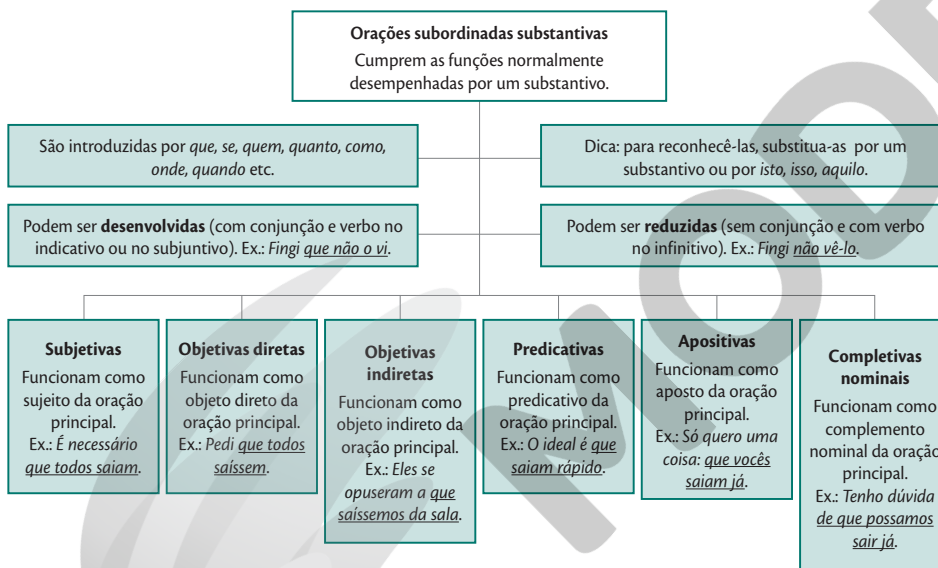 Orações subordinadas substantivas
Cumprem as funções normalmente
desempenhadas por um substantivo.
São introduzidas por que, se, quem, quanto, como,
onde, quando etc.
Dica: para reconhecê-las, substitua-as por um
substantivo ou por isto, isso, aquilo.
Podem ser desenvolvidas (com conjunção e verbo no
indicativo ou no subjuntivo). Ex.: Fingi que não o vi.
Podem ser reduzidas (sem conjunção e com verbo
no infinitivo). Ex.: Fingi não vê-lo.
Subjetivas
Funcionam como
sujeito da oração
principal.
Ex.: É necessário
que todos saiam.
Objetivas diretas
Funcionam como
objeto direto da
oração principal.
Ex.: Pedi que todos
saíssem.
Objetivas
indiretas
Funcionam como
objeto indireto da
oração principal.
Ex.: Eles se
opuseram a que
saíssemos da sala.
Predicativas
Funcionam como
predicativo da
oração principal.
Ex.: O ideal é que
saiam rápido.
Apositivas
Funcionam como
aposto da oração
principal.
Ex.: Só quero uma
coisa: que vocês
saiam já.
Completivas
nominais
Funcionam como
complemento
nominal da oração
principal.
Ex.: Tenho dúvida
de que possamos
sair já.
MODE